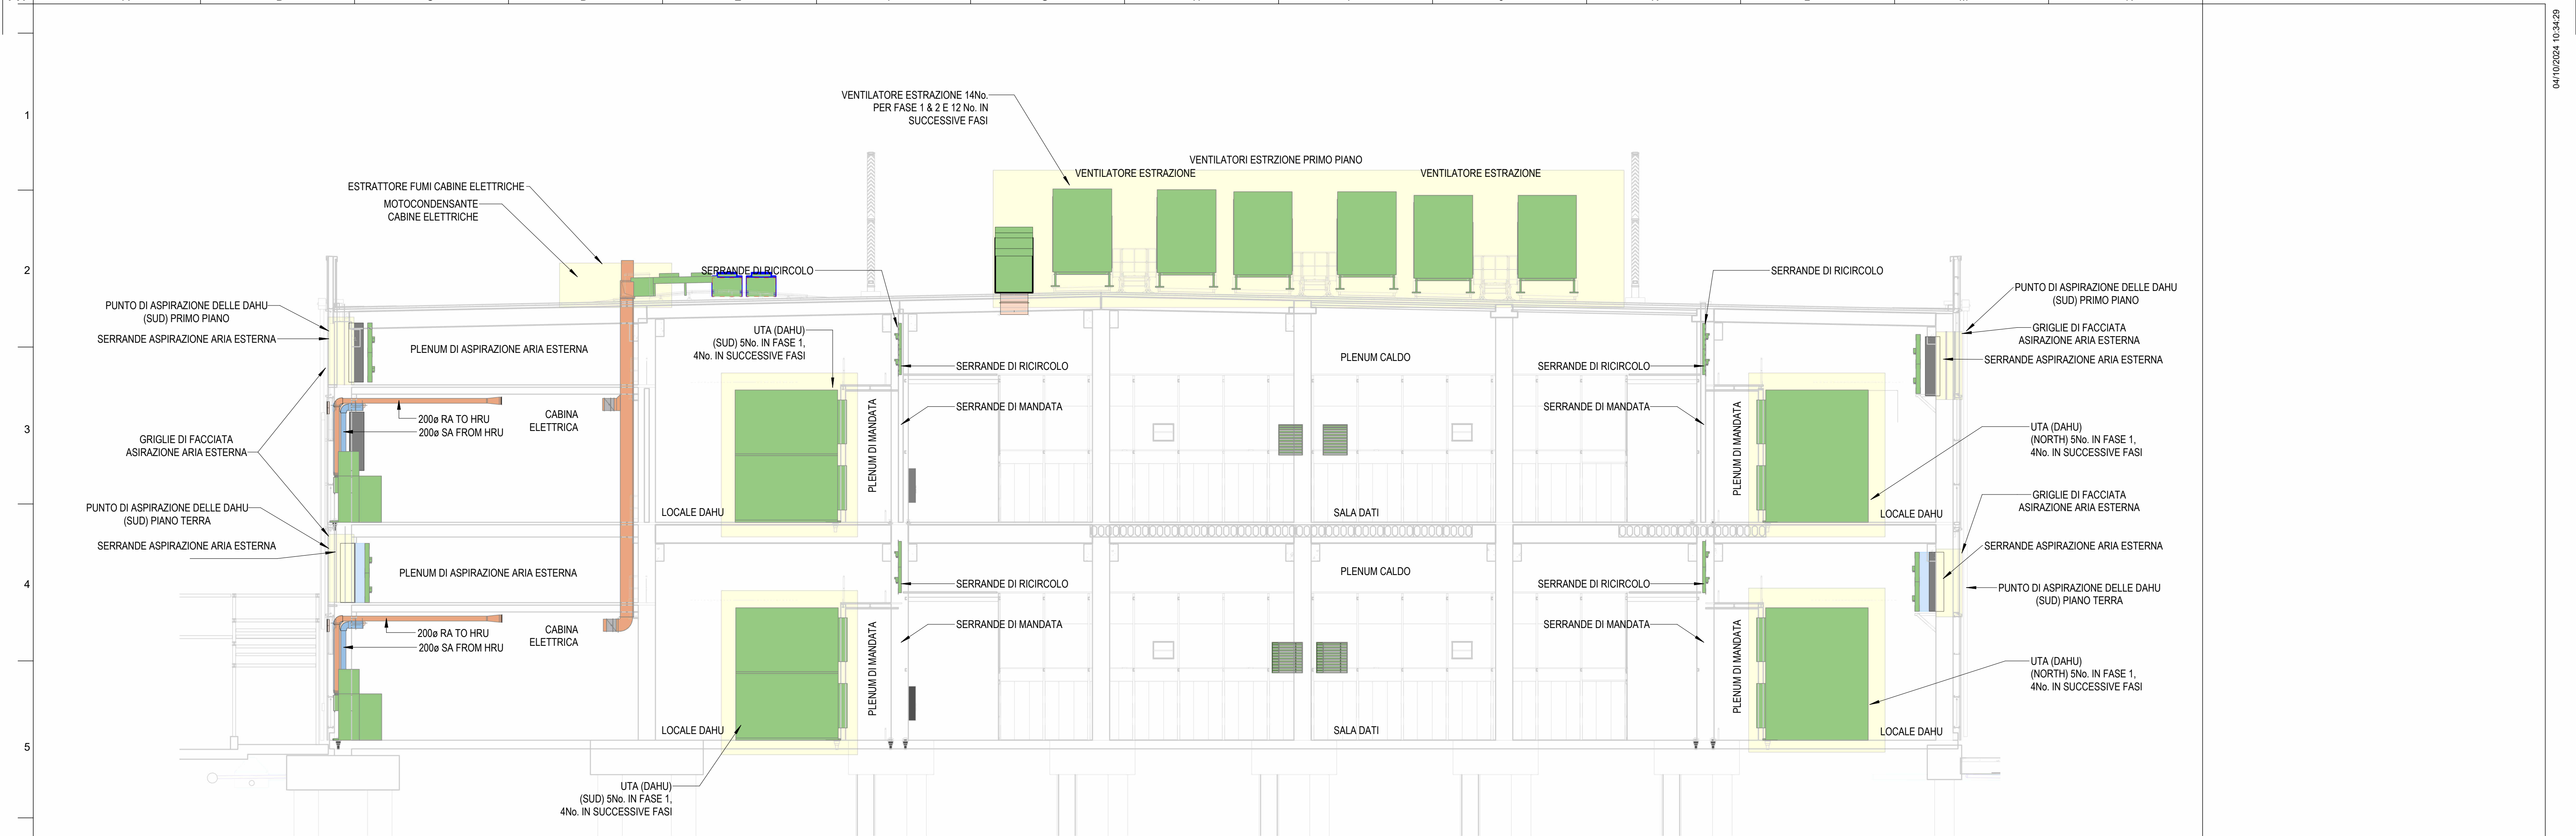 04/10/2024 10:34:29
1
VENTILATORE ESTRAZIONE 14No.
PER FASE 1 & 2 E 12 No. IN
SUCCESSIVE FASI
VENTILATORI ESTRZIONE PRIMO PIANO
VENTILATORE ESTRAZIONE
VENTILATORE ESTRAZIONE
ESTRATTORE FUMI CABINE ELETTRICHE
MOTOCONDENSANTE
CABINE ELETTRICHE
2
SERRANDE DI RICIRCOLO
SERRANDE DI RICIRCOLO
PUNTO DI ASPIRAZIONE DELLE DAHU
(SUD) PRIMO PIANO
SERRANDE ASPIRAZIONE ARIA ESTERNA
PLENUM DI ASPIRAZIONE ARIA ESTERNA
UTA (DAHU)
(SUD) 5No. IN FASE 1,
4No. IN SUCCESSIVE FASI
SERRANDE DI RICIRCOLO
PLENUM CALDO
SERRANDE DI RICIRCOLO
PUNTO DI ASPIRAZIONE DELLE DAHU
(SUD) PRIMO PIANO
GRIGLIE DI FACCIATA
ASIRAZIONE ARIA ESTERNA
SERRANDE ASPIRAZIONE ARIA ESTERNA
3
200ø RA TO HRU
200ø SA FROM HRU
CABINA
ELETTRICA
PLENUM DI MANDATA
SERRANDE DI MANDATA
SERRANDE DI MANDATA
PLENUM DI MANDATA
UTA (DAHU)
(NORTH) 5No. IN FASE 1,
4No. IN SUCCESSIVE FASI
GRIGLIE DI FACCIATA
ASIRAZIONE ARIA ESTERNA
LOCALE DAHU
SALA DATI
LOCALE DAHU
GRIGLIE DI FACCIATA
ASIRAZIONE ARIA ESTERNA
PUNTO DI ASPIRAZIONE DELLE DAHU
(SUD) PIANO TERRA
SERRANDE ASPIRAZIONE ARIA ESTERNA
SERRANDE ASPIRAZIONE ARIA ESTERNA
4
PLENUM DI ASPIRAZIONE ARIA ESTERNA
SERRANDE DI RICIRCOLO
PLENUM CALDO
SERRANDE DI RICIRCOLO
PUNTO DI ASPIRAZIONE DELLE DAHU
(SUD) PIANO TERRA
200ø RA TO HRU
200ø SA FROM HRU
CABINA
ELETTRICA
PLENUM DI MANDATA
SERRANDE DI MANDATA
SERRANDE DI MANDATA
PLENUM DI MANDATA
UTA (DAHU)
(NORTH) 5No. IN FASE 1,
4No. IN SUCCESSIVE FASI
5
LOCALE DAHU
SALA DATI
LOCALE DAHU
UTA (DAHU)
(SUD) 5No. IN FASE 1,
4No. IN SUCCESSIVE FASI